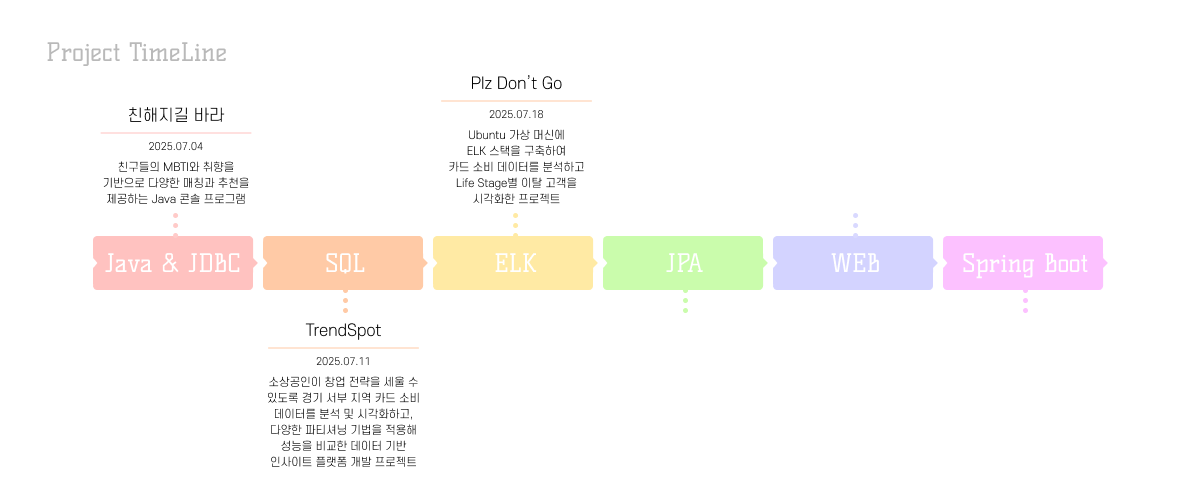 Project TimeLine
친해지길 바라
2025.07.04
친구들의 MBTI와 취향을
기반으로 다양한 매칭과 추천을
제공하는 Java 콘솔 프로그램
Plz Don't Go
2025.07.18
Ubuntu 가상 머신에
ELK 스택을 구축하여
카드 소비 데이터를 분석하고
Life Stage별 이탈 고객을
시각화한 프로젝트
Java & JDBC
SQL
ELK
JPA
WEB
Spring Boot
TrendSpot
2025.07.11
소상공인이 창업 전략을 세울 수
있도록 경기 서부 지역 카드 소비
데이터를 분석 및 시각화하고,
다양한 파티셔닝 기법을 적용해
성능을 비교한 데이터 기반
인사이트 플랫폼 개발 프로젝트